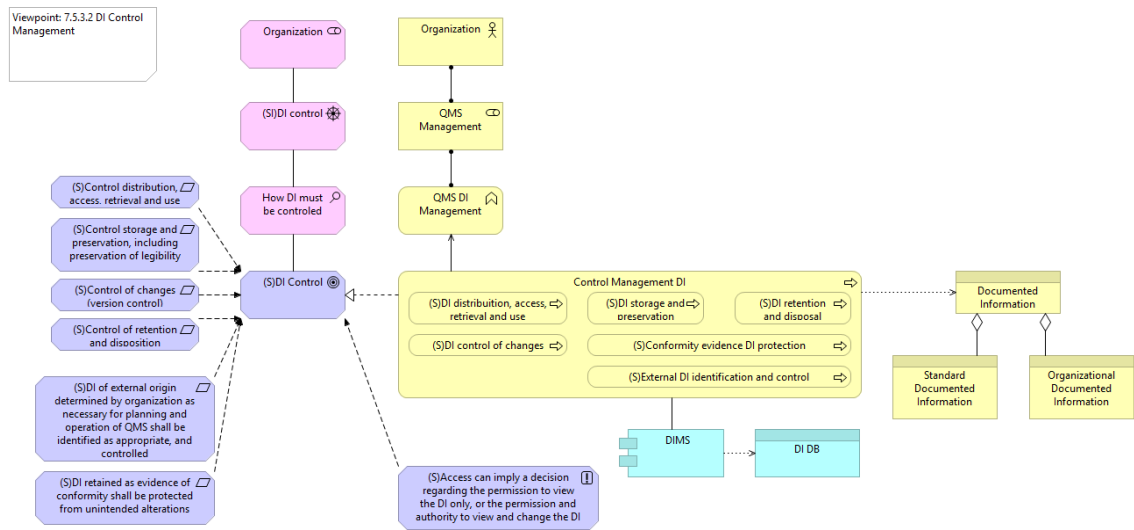 Viewpoint: 7.5.3.2 DI Control
Management
Organization
(SI)DI control
How DI must
be controled
(S)DI Control
Organization
QMS
Management
QMS DI
Management
(S)Control distribution,
access, retrieval and use
(S)Control storage and
preservation, including
preservation of legibility
(S)Control of changes
(version control)
(S)Control of retention
and disposition
(S)DI of external origin
determined by organization as
necessary for planning and
operation of QMS shall be
identified as appropriate, and
controlled
(S)DI retained as evidence of
conformity shall be protected
from unintended alterations
(S)Access can imply a decision
regarding the permission to view
the DI only, or the permission and
authority to view and change the DI
Control Management DI
(S)DI distribuition, access,
retrieval and use
(S)DI storage and
preservation
(S)DI retention
and disposal
(S)DI control of changes
(S)Conformity evidence DI protection
(S)External DI identification and control
Documented
Information
Standard
Documented
Information
Organizational
Documented
Information
DIMS
DI DB